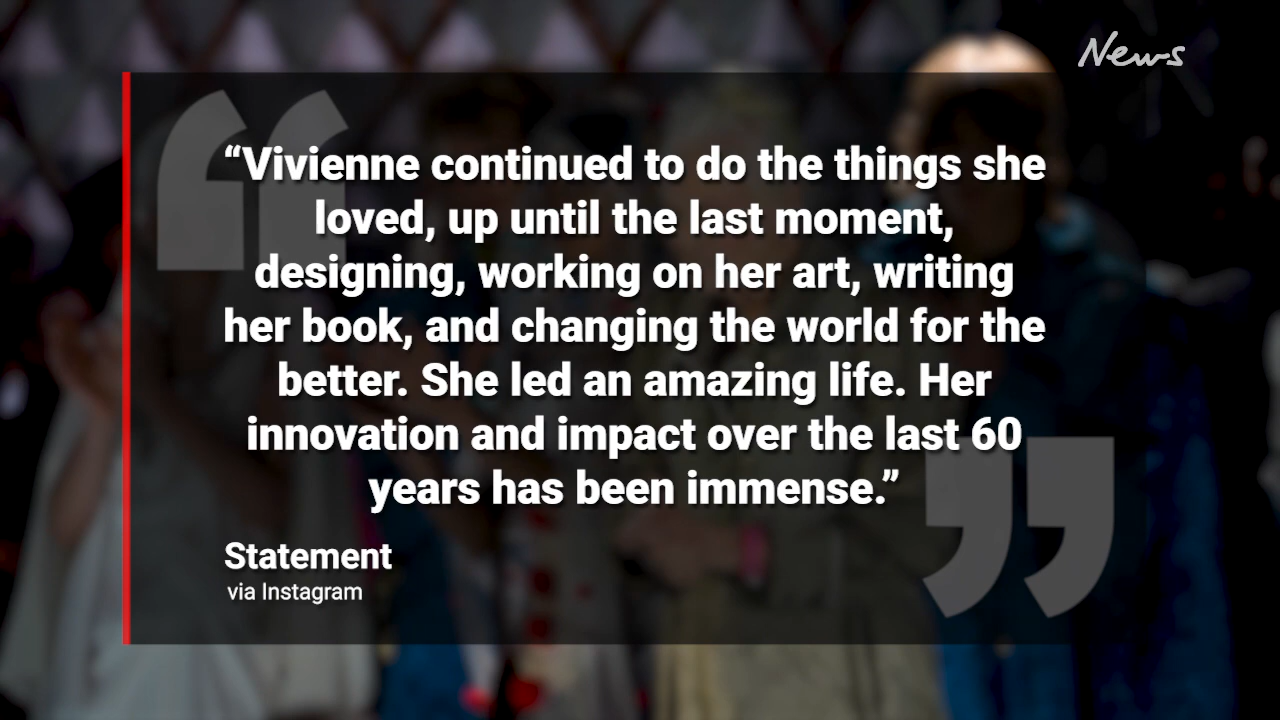 News
“Vivienne continued to do the things she
loved, up until the last moment,
designing, working on her art, writing
her book, and changing the world for the
better. She led an amazing life. Her
innovation and impact over the last 60
years has been immense.”
Statement
via Instagram